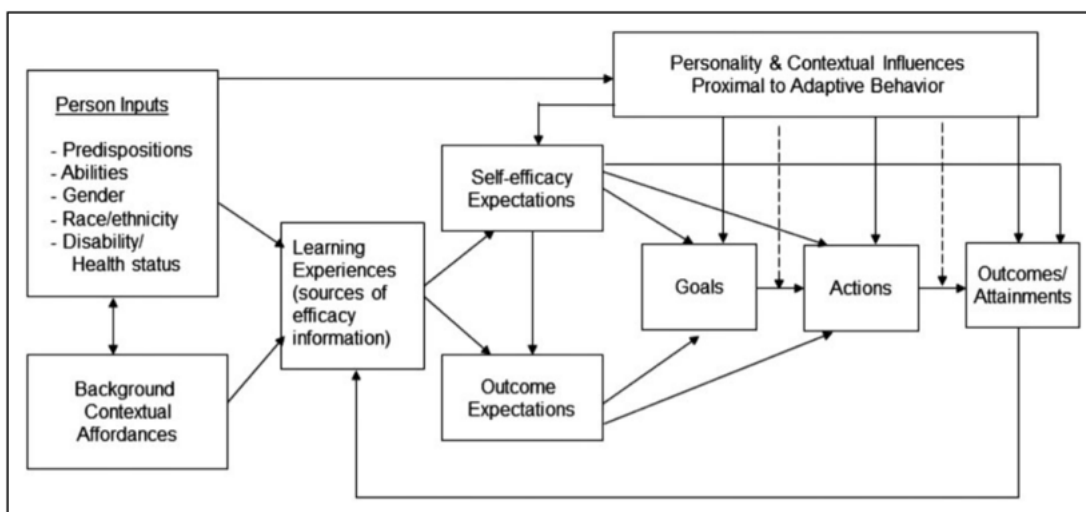 Personality & Contextual Influences
Proximal to Adaptive Behavior
Person Inputs
- Predispositions
- Abilities
- Gender
- Race/ethnicity
- Disability/
Health status
Background
Contextual
Affordances
Learning
Experiences
(sources of
efficacy
information)
Self-efficacy
Expectations
Outcome
Expectations
Goals
Actions
Outcomes/
Attainments